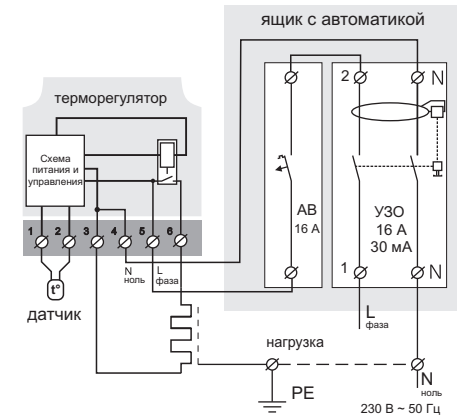 ящик с автоматикой
2
N
терморегулятор
Схема
питания и
управления
АВ
16 А
УЗО
16 А
30 мА
1 2 3 4 5 6
N
ноль
L
фаза
1
N
t°
датчик
L
фаза
нагрузка
PE
N
ноль
230 В ~ 50 Гц